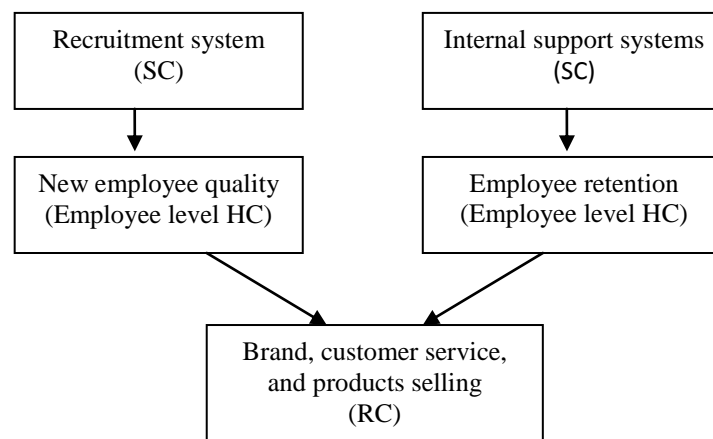 Recruitment system
(SC)
Internal support systems
(SC)
New employee quality
(Employee level HC)
Employee retention
(Employee level HC)
Brand, customer service,
and products selling
(RC)